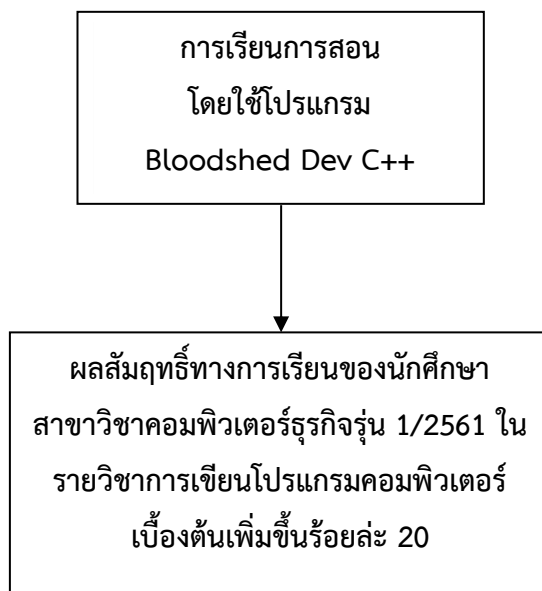 การเรียนการสอน
โดยใช้โปรแกรม
Bloodshed Dev C++
ผลสัมฤทธิ์ทางการเรียนของนักศึกษา
สาขาวิชาคอมพิวเตอร์ธุรกิจรุ่น 1/2561 ใน
รายวิชาการเขียนโปรแกรมคอมพิวเตอร์
เบื้องต้นเพิ่มขึ้นร้อยล่ะ 20